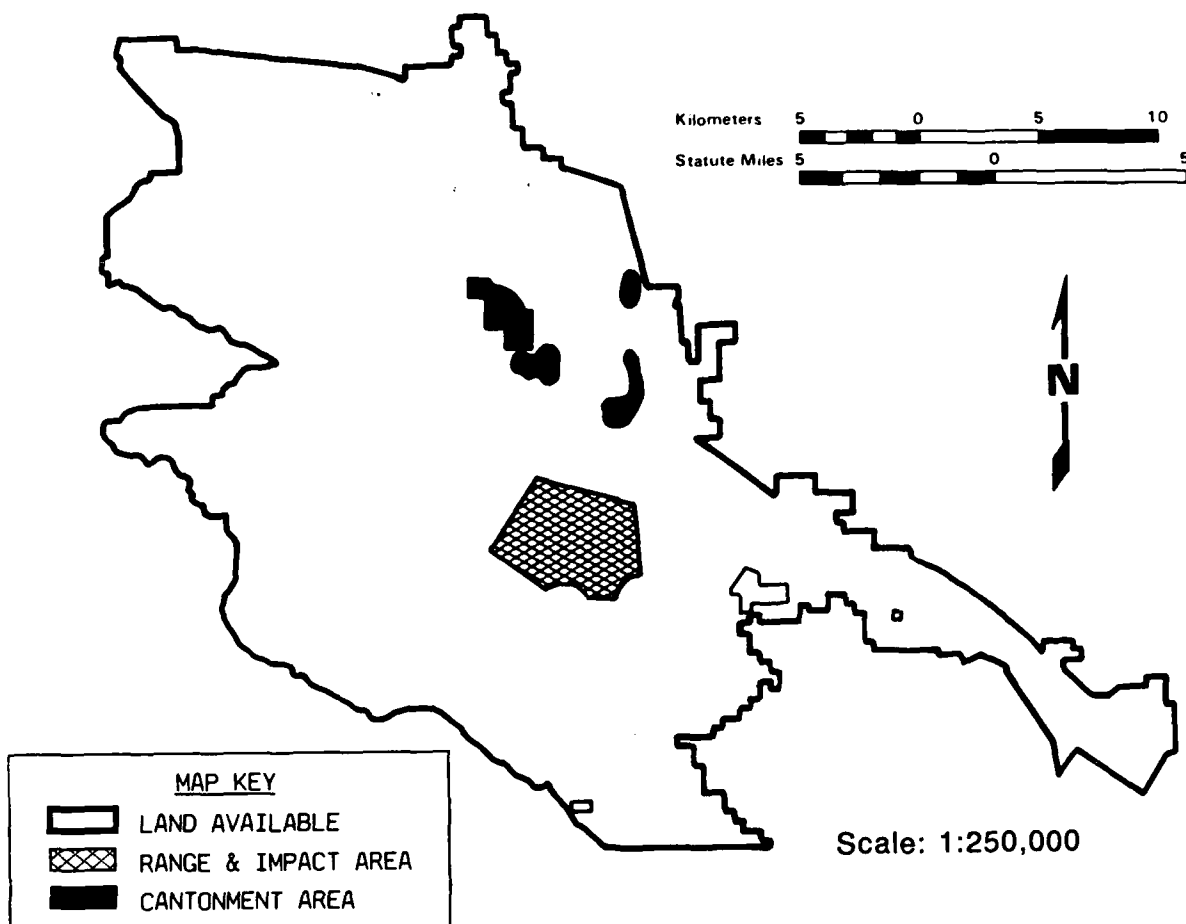 Kilometers 5 0 5 10
Statute Miles 5 0 5
N
MAP KEY
LAND AVAILABLE
RANGE & IMPACT AREA
CANTONMENT AREA
Scale: 1:250,000